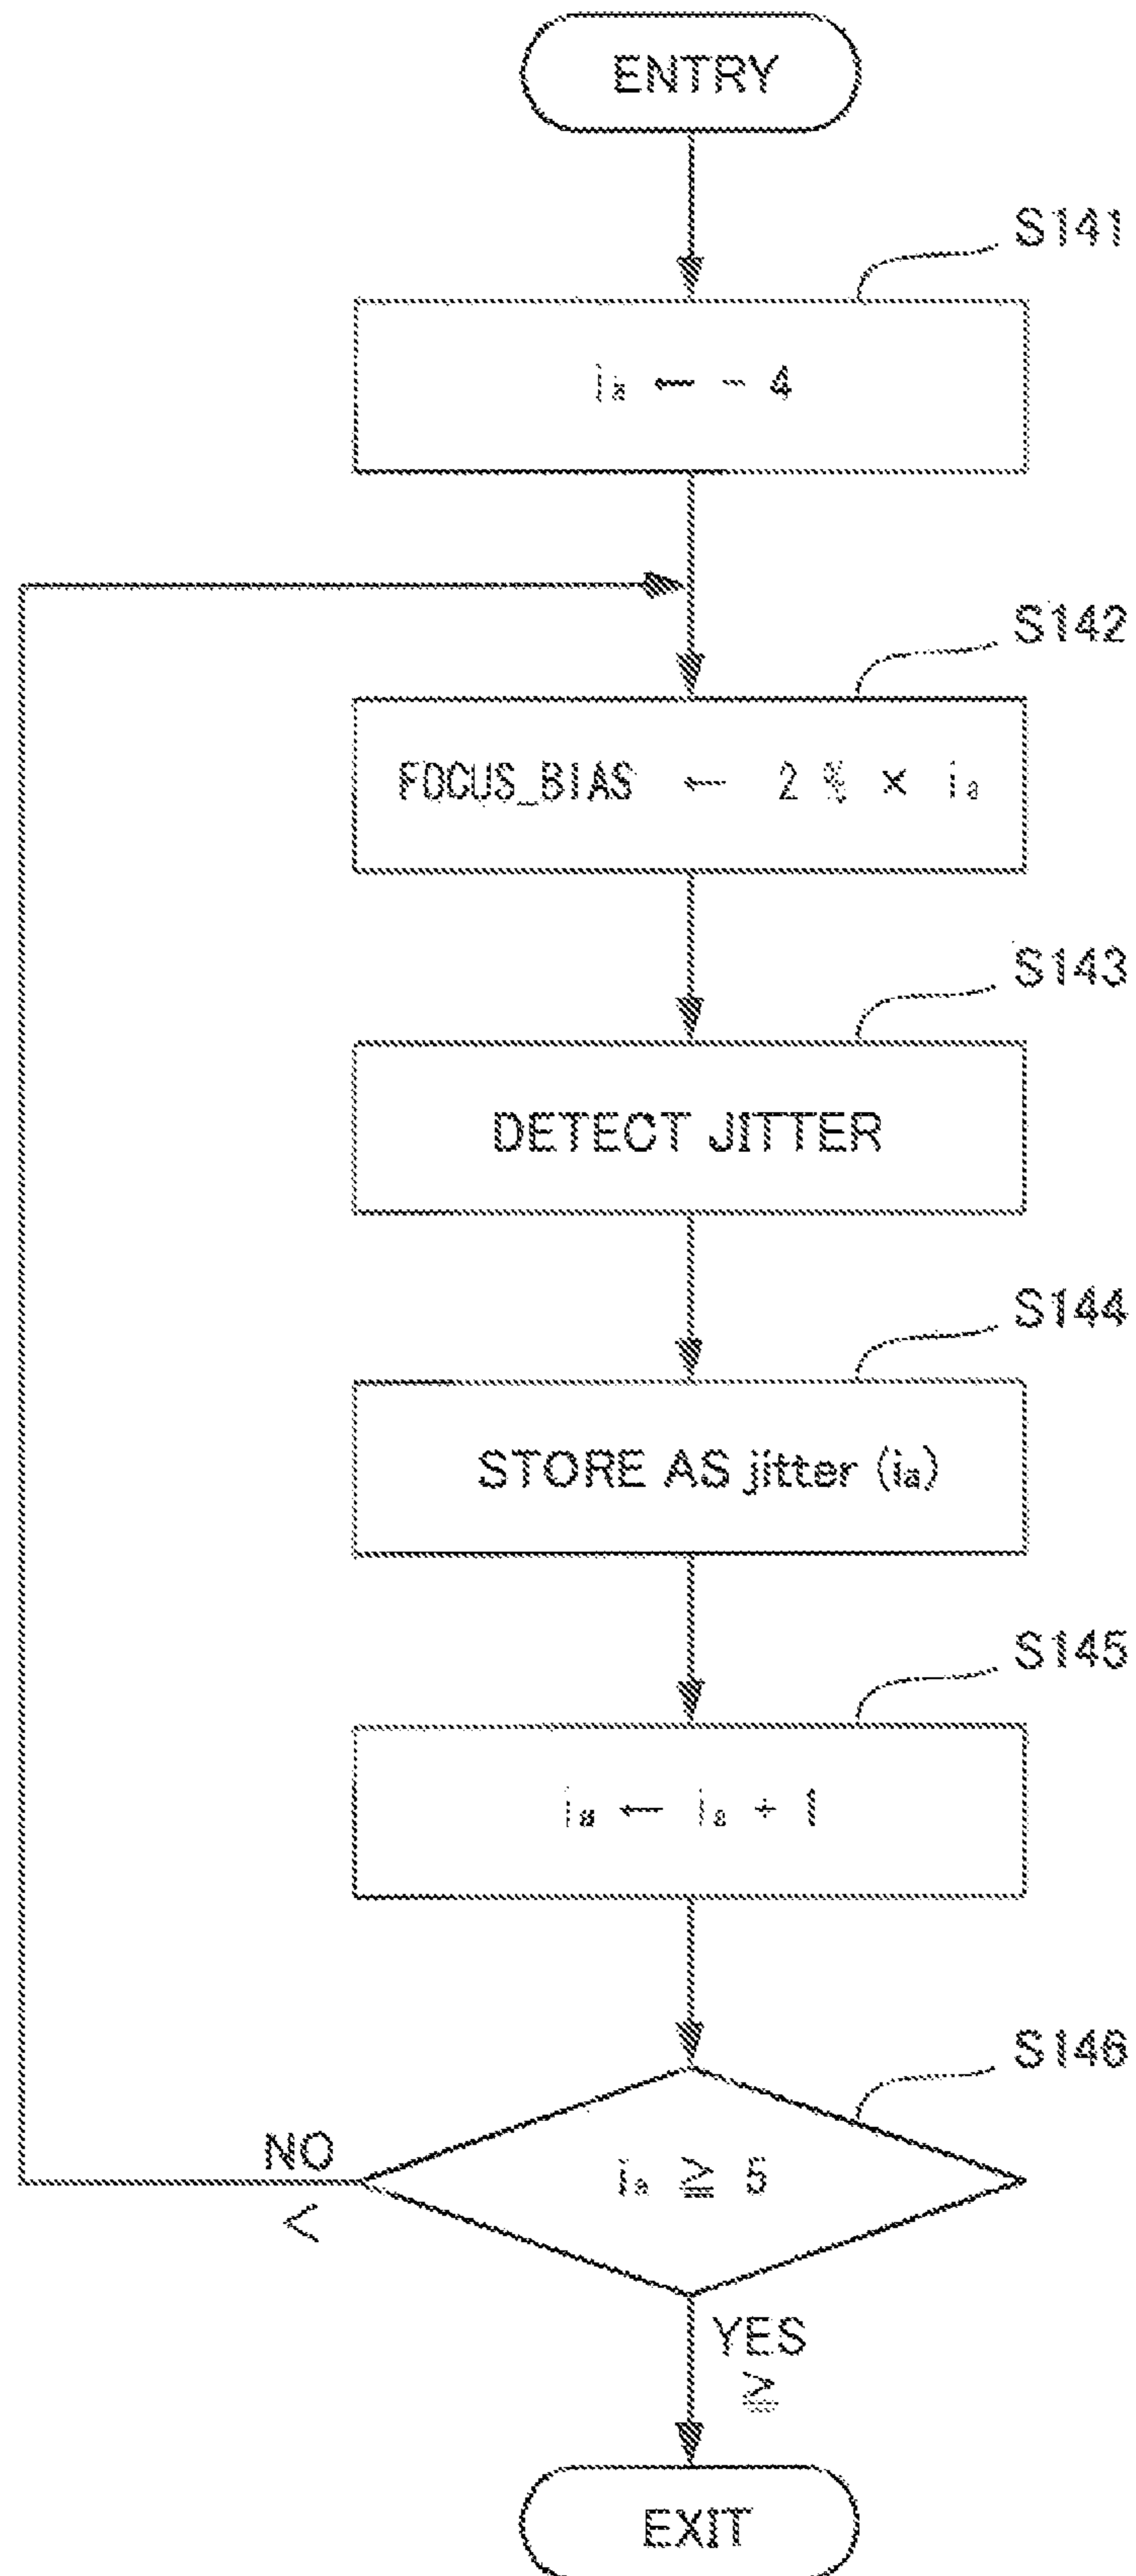 ENTRY
S141
iₐ ← - 4
S142
FOCUS_BIAS ← 2 % × iₐ
S143
DETECT JITTER
S144
STORE AS jitter (iₐ)
S145
iₐ ← iₐ + 1
S146
NO
iₐ ≧ 5
<
YES
≧
EXIT